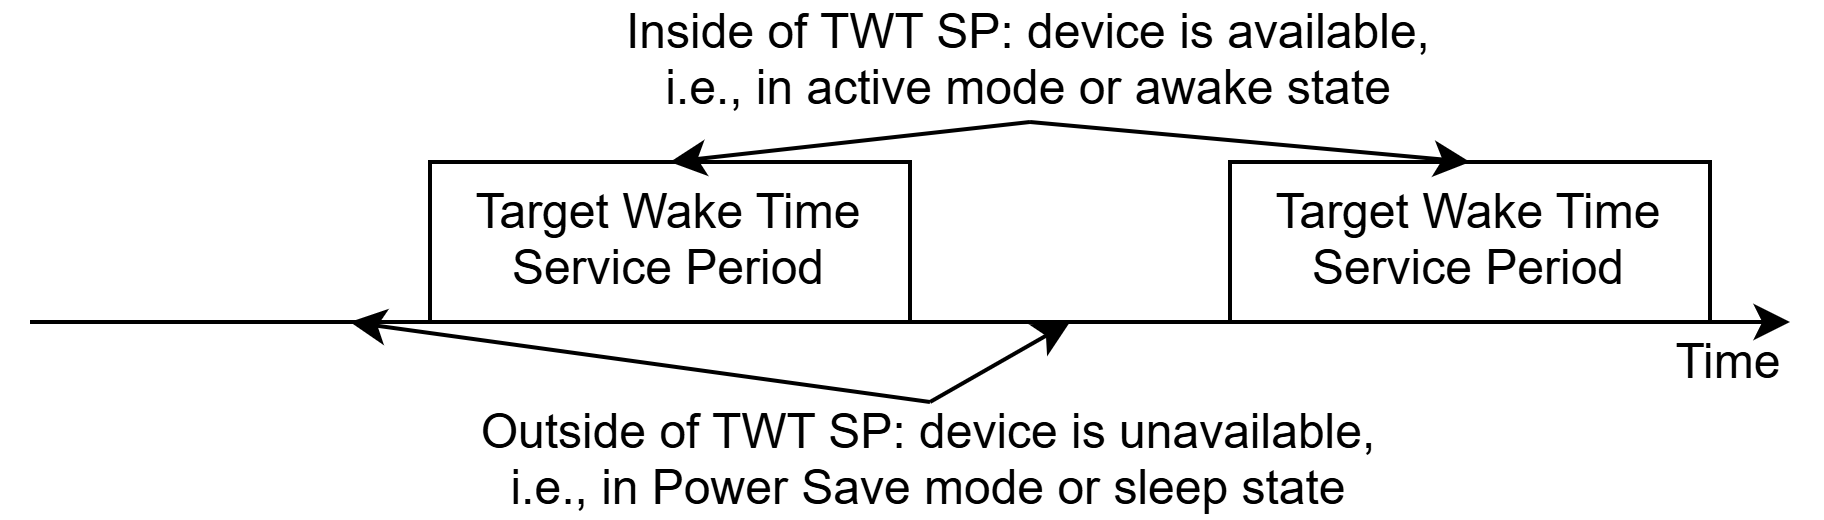 Inside of TWT SP: device is available,
i.e., in active mode or awake state
Target Wake Time
Service Period
Target Wake Time
Service Period
Time
Outside of TWT SP: device is unavailable,
i.e., in Power Save mode or sleep state